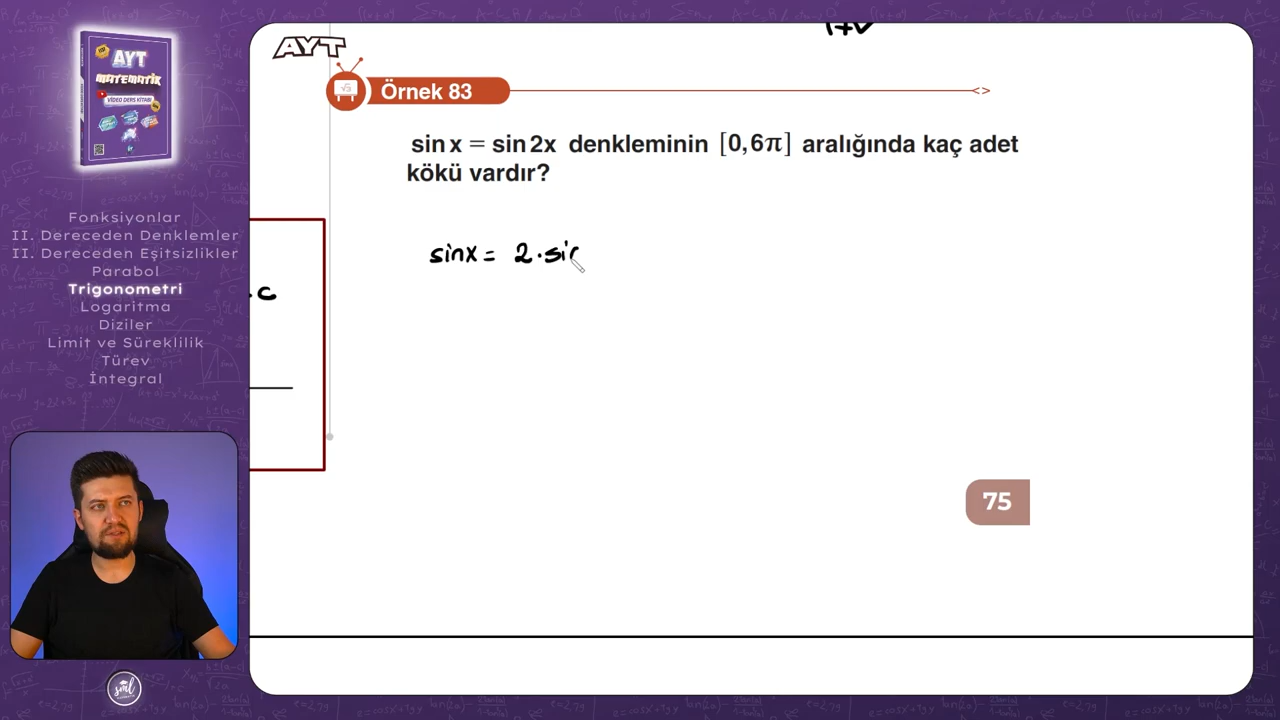 AYT
MATEMATİK
VİDEO DERS KİTABI
Fonksiyonlar
II. Dereceden Denklemler
II. Dereceden Eşitsizlikler
Parabol
Trigonometri
Logaritma
Diziler
Limit ve Süreklilik
Türev
İntegral
sml
AYT
Örnek 83
sin x = sin 2x denkleminin [0, 6π] aralığında kaç adet
kökü vardır?
sinx = 2 · sin
. c
75